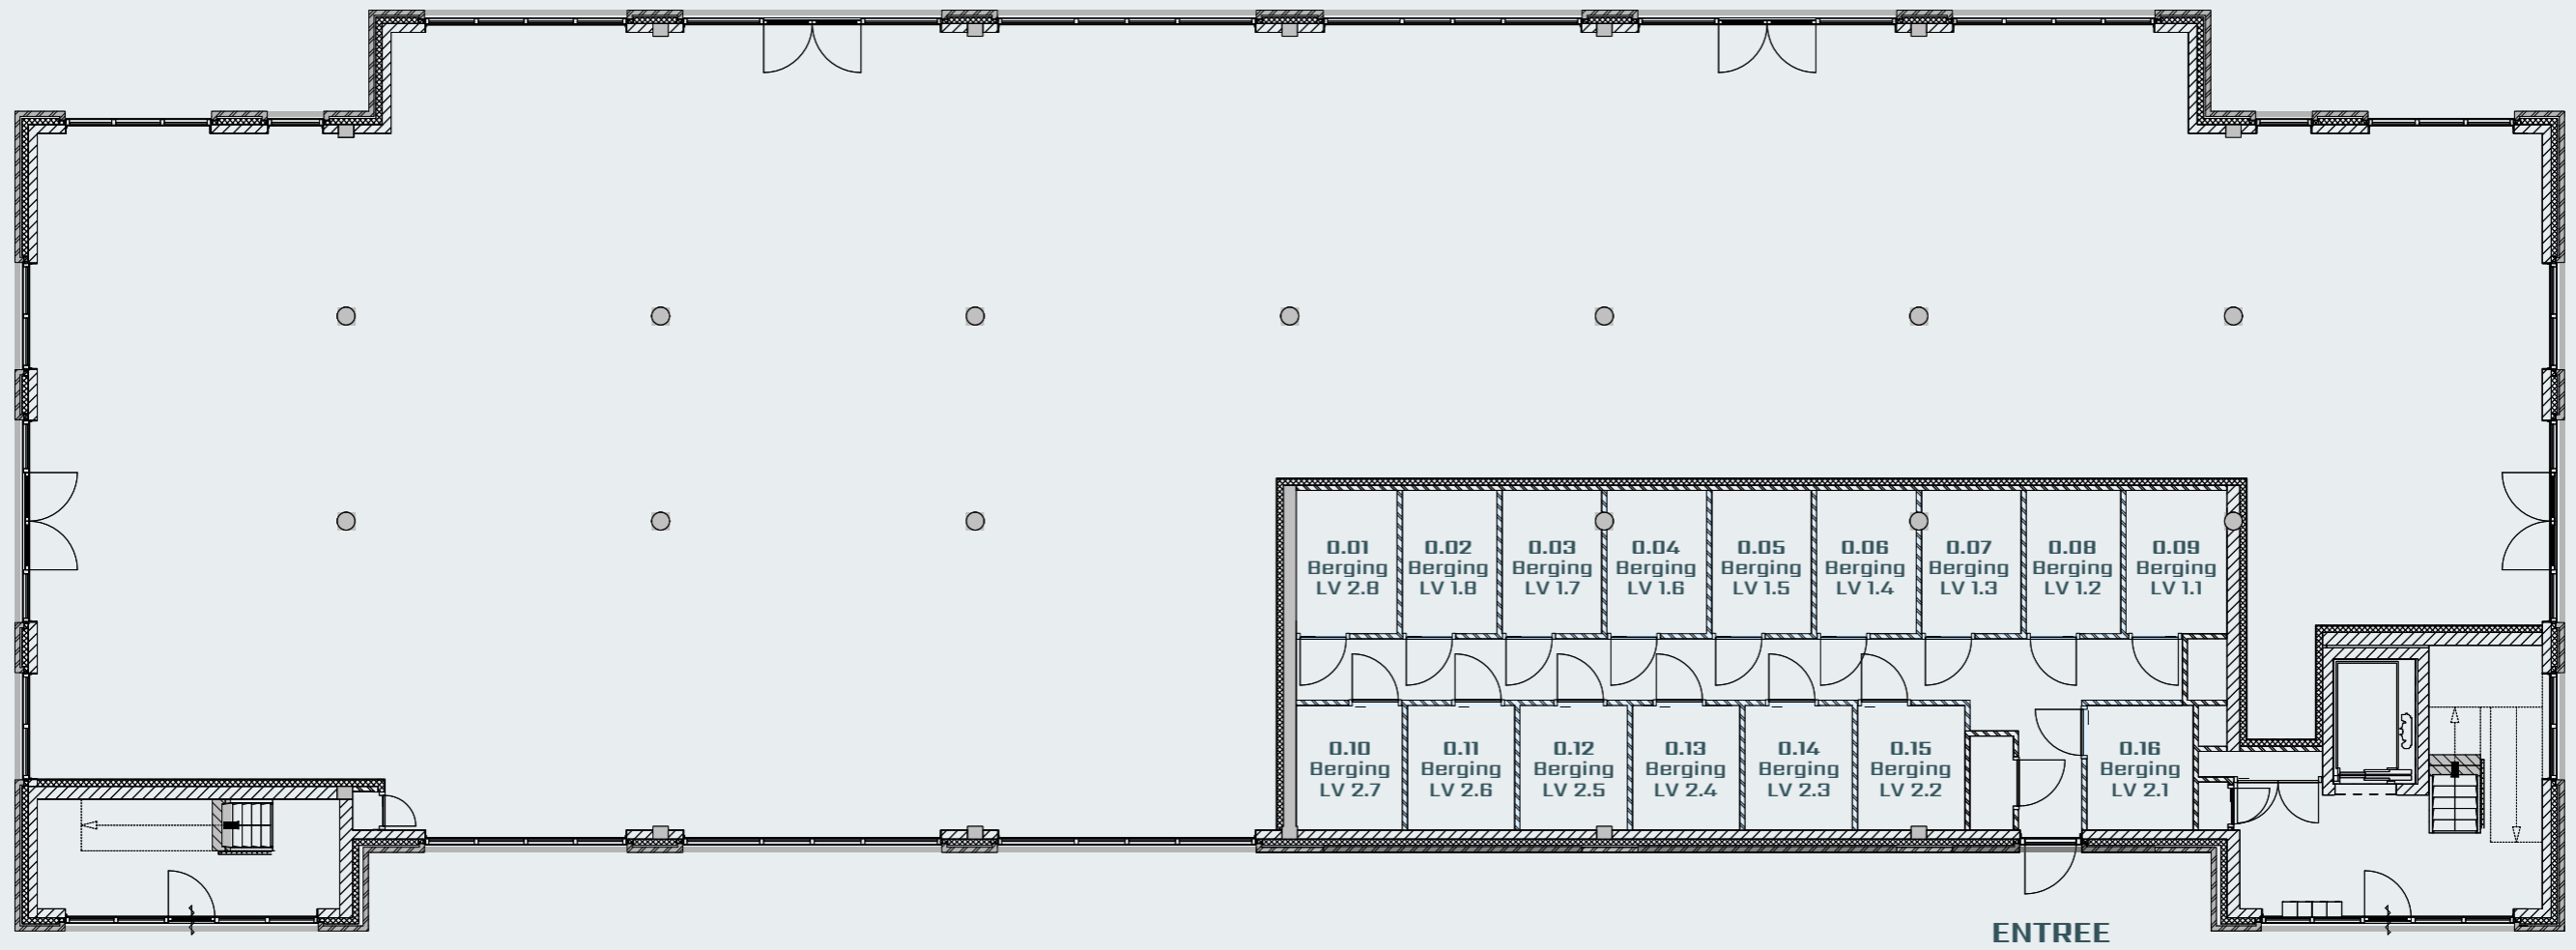 0.01
Berging
LV 2.8
0.02
Berging
LV 1.8
0.03
Berging
LV 1.7
0.04
Berging
LV 1.6
0.05
Berging
LV 1.5
0.06
Berging
LV 1.4
0.07
Berging
LV 1.3
0.08
Berging
LV 1.2
0.09
Berging
LV 1.1
0.10
Berging
LV 2.7
0.11
Berging
LV 2.6
0.12
Berging
LV 2.5
0.13
Berging
LV 2.4
0.14
Berging
LV 2.3
0.15
Berging
LV 2.2
0.16
Berging
LV 2.1
ENTREE